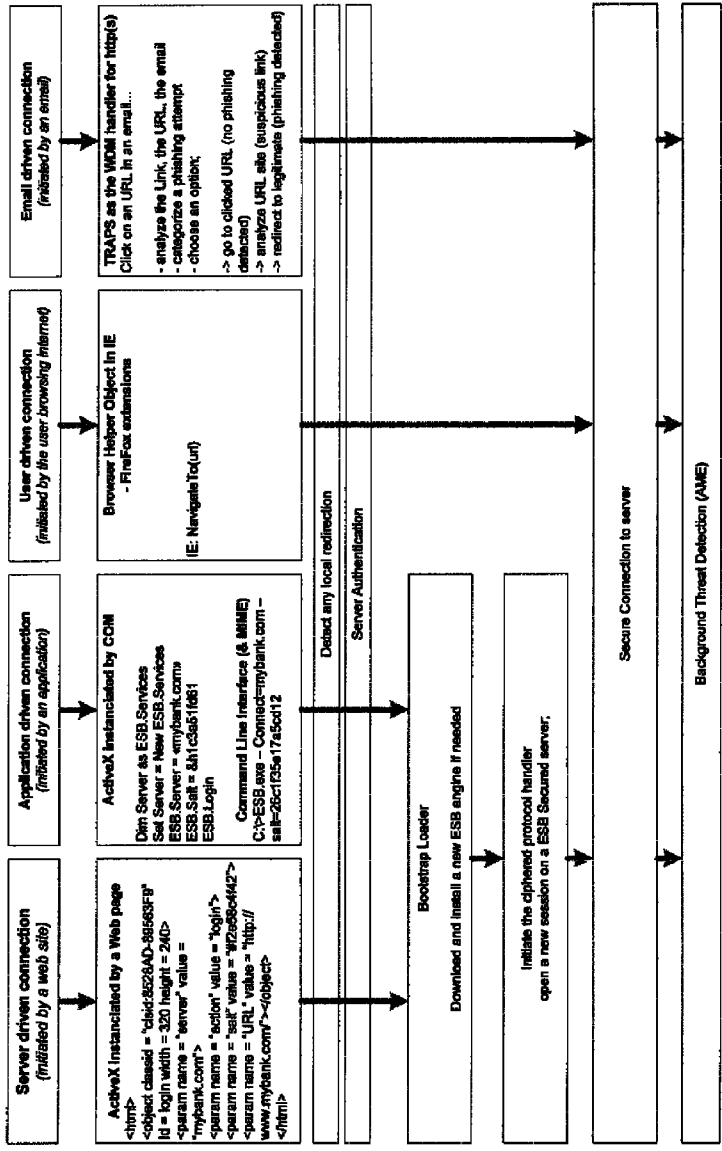 Server driven connection
(initiated by a web site)
Application driven connection
(initiated by an application)
User driven connection
(initiated by the user browsing internet)
Email driven connection
(initiated by an email)
ActiveX instanciated by a Web page
<html>
<object classid = "clsid:8526AD-89563F9"
id = login width = 320 height = 240>
<param name = "server" value =
"mybank.com">
<param name = "action" value = "login">
<param name = "salt" value = "#f2e58c4f42">
<param name = "URL" value = "http://
www.mybank.com/"></object>
</html>
ActiveX instanciated by COM
Dim Server as ESB.Services
Set Server = New ESB.Services
ESB.Server = «mybank.com»
ESB.Salt = &h1c3a51fd61
ESB.Login
Command Line Interface (& MIME)
C:\>ESB.exe – Connect=mybank.com –
salt=26c1f35e17a5cd12
Browser Helper Object in IE
- FireFox extensions
IE: NavigateTo(url)
TRAPS as the WOM handler for http(s)
Click on an URL in an email...
- analyze the Link, the URL, the email
- categorize a phishing attempt
- choose an option;
-> go to clicked URL (no phishing
detected)
-> analyze URL site (suspicious link)
-> redirect to legitimate (phishing detected)
Detect any local redirection
Server Authentication
Bootstrap Loader
Download and install a new ESB engine if needed
Initiate the ciphered protocol handler
open a new session on a ESB Secured server;
Secure Connection to server
Background Threat Detection (AME)